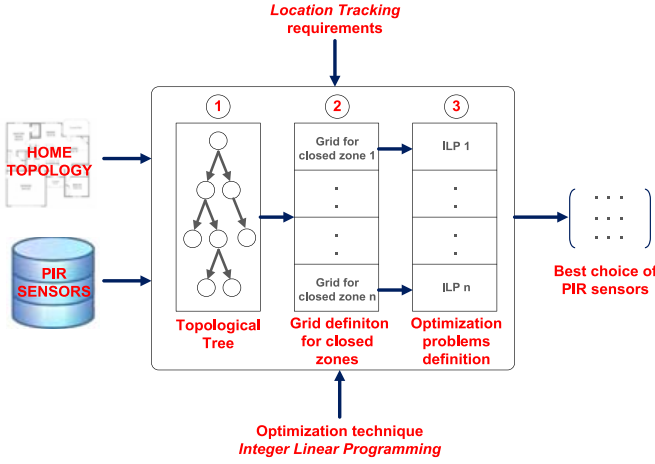 Location Tracking
requirements
1
2
3
HOME
TOPOLOGY
PIR
SENSORS
Grid for
closed zone 1
Grid for
closed zone n
ILP 1
ILP n
Topological
Tree
Grid definiton
for closed
zones
Optimization
problems
definition
Best choice of
PIR sensors
Optimization technique
Integer Linear Programming